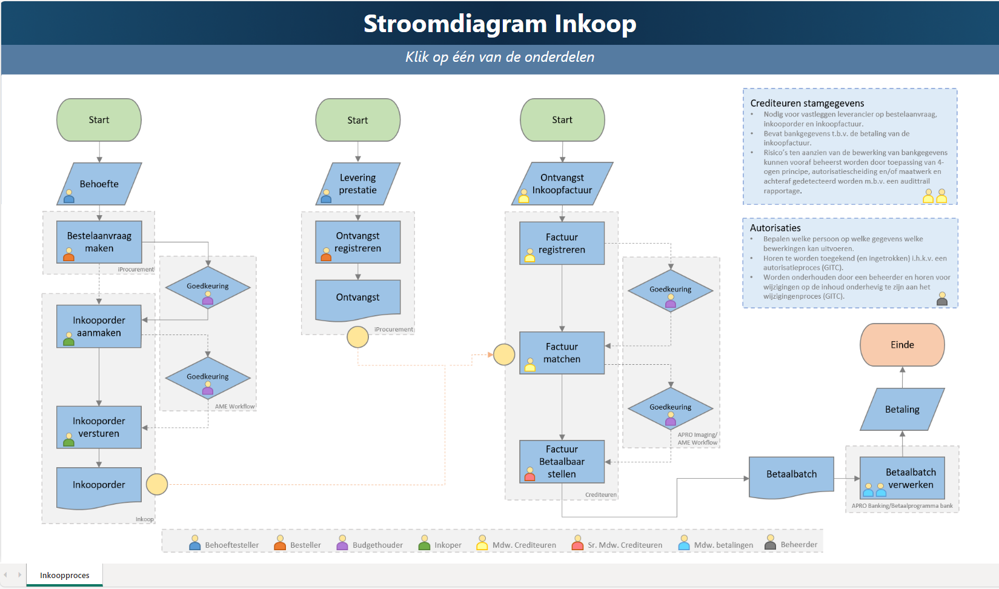 Stroomdiagram Inkoop
Klik op één van de onderdelen
Start
Behoefte
Bestelaanvraag
maken
iProcurement
Goedkeuring
Inkooporder
aanmaken
Goedkeuring
AME Workflow
Inkooporder
versturen
Inkooporder
Inkoop
Start
Levering
prestatie
Ontvangst
registreren
Ontvangst
iProcurement
Start
Ontvangst
Inkoopfactuur
Factuur
registreren
Goedkeuring
Factuur
matchen
Goedkeuring
APRO Imaging/
AME Workflow
Factuur
Betaalbaar
stellen
Crediteuren
Crediteuren stamgegevens
• Nodig voor vastleggen leverancier op bestelaanvraag,
inkooporder en inkoopfactuur.
• Bevat bankgegevens t.b.v. de betaling van de
inkoopfactuur.
• Risico's ten aanzien van de bewerking van bankgegevens
kunnen vooraf beheerst worden door toepassing van 4-
ogen principe, autorisatiescheiding en/of maatwerk en
achteraf gedetecteerd worden m.b.v. een audittrail
rapportage.
Autorisaties
• Bepalen welke persoon op welke gegevens welke
bewerkingen kan uitvoeren.
• Horen te worden toegekend (en ingetrokken) i.h.k.v. een
autorisatieproces (GITC).
• Worden onderhouden door een beheerder en horen voor
wijzigingen op de inhoud onderhevig te zijn aan het
wijzigingenproces (GITC).
Einde
Betaling
Betaalbatch
Betaalbatch
verwerken
APRO Banking/Betaalprogramma bank
Behoeftesteller
Besteller
Budgethouder
Inkoper
Mdw. Crediteuren
Sr. Mdw. Crediteuren
Mdw. betalingen
Beheerder
Inkoopproces